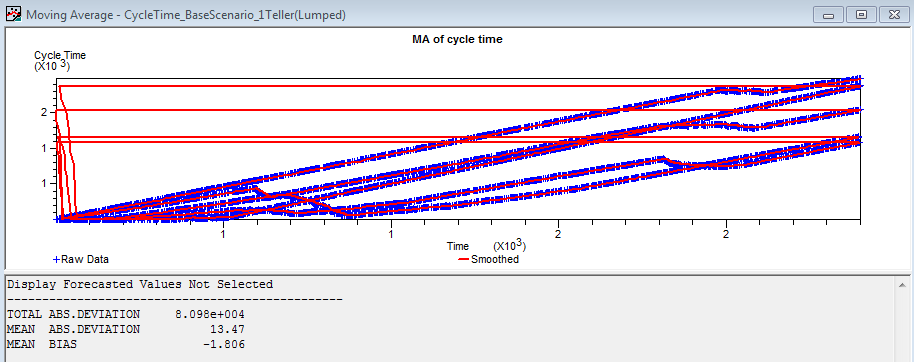 Moving Average - CycleTime_BaseScenario_1Teller(Lumped)
MA of cycle time
Cycle Time
(X10 3)
2
1
1
1
1
2
2
Time (X10 3)
+Raw Data
Smoothed
Display Forecasted Values Not Selected
------------------------------------------------
TOTAL ABS.DEVIATION 8.098e+004
MEAN ABS.DEVIATION 13.47
MEAN BIAS -1.806